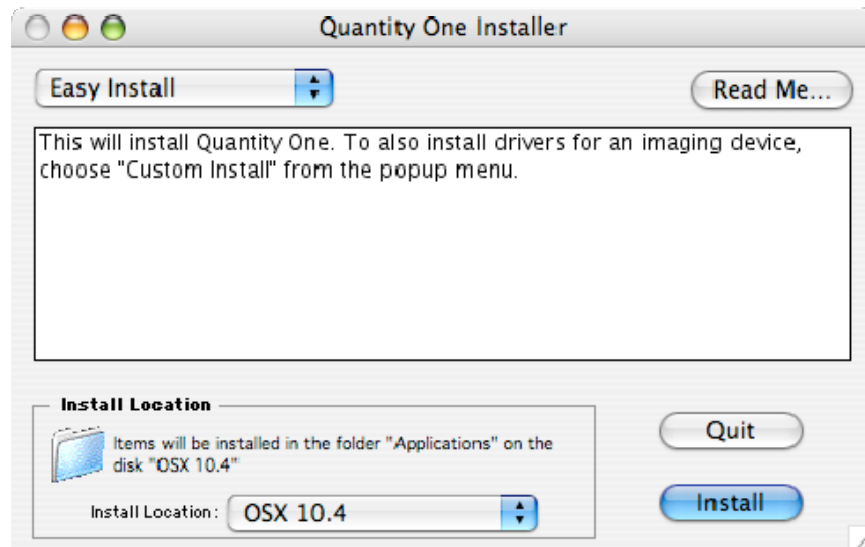 Quantity One Installer
Easy Install
Read Me...
This will install Quantity One. To also install drivers for an imaging device,
choose "Custom Install" from the popup menu.
Install Location
Items will be installed in the folder "Applications" on the
disk "OSX 10.4"
Install Location: OSX 10.4
Quit
Install